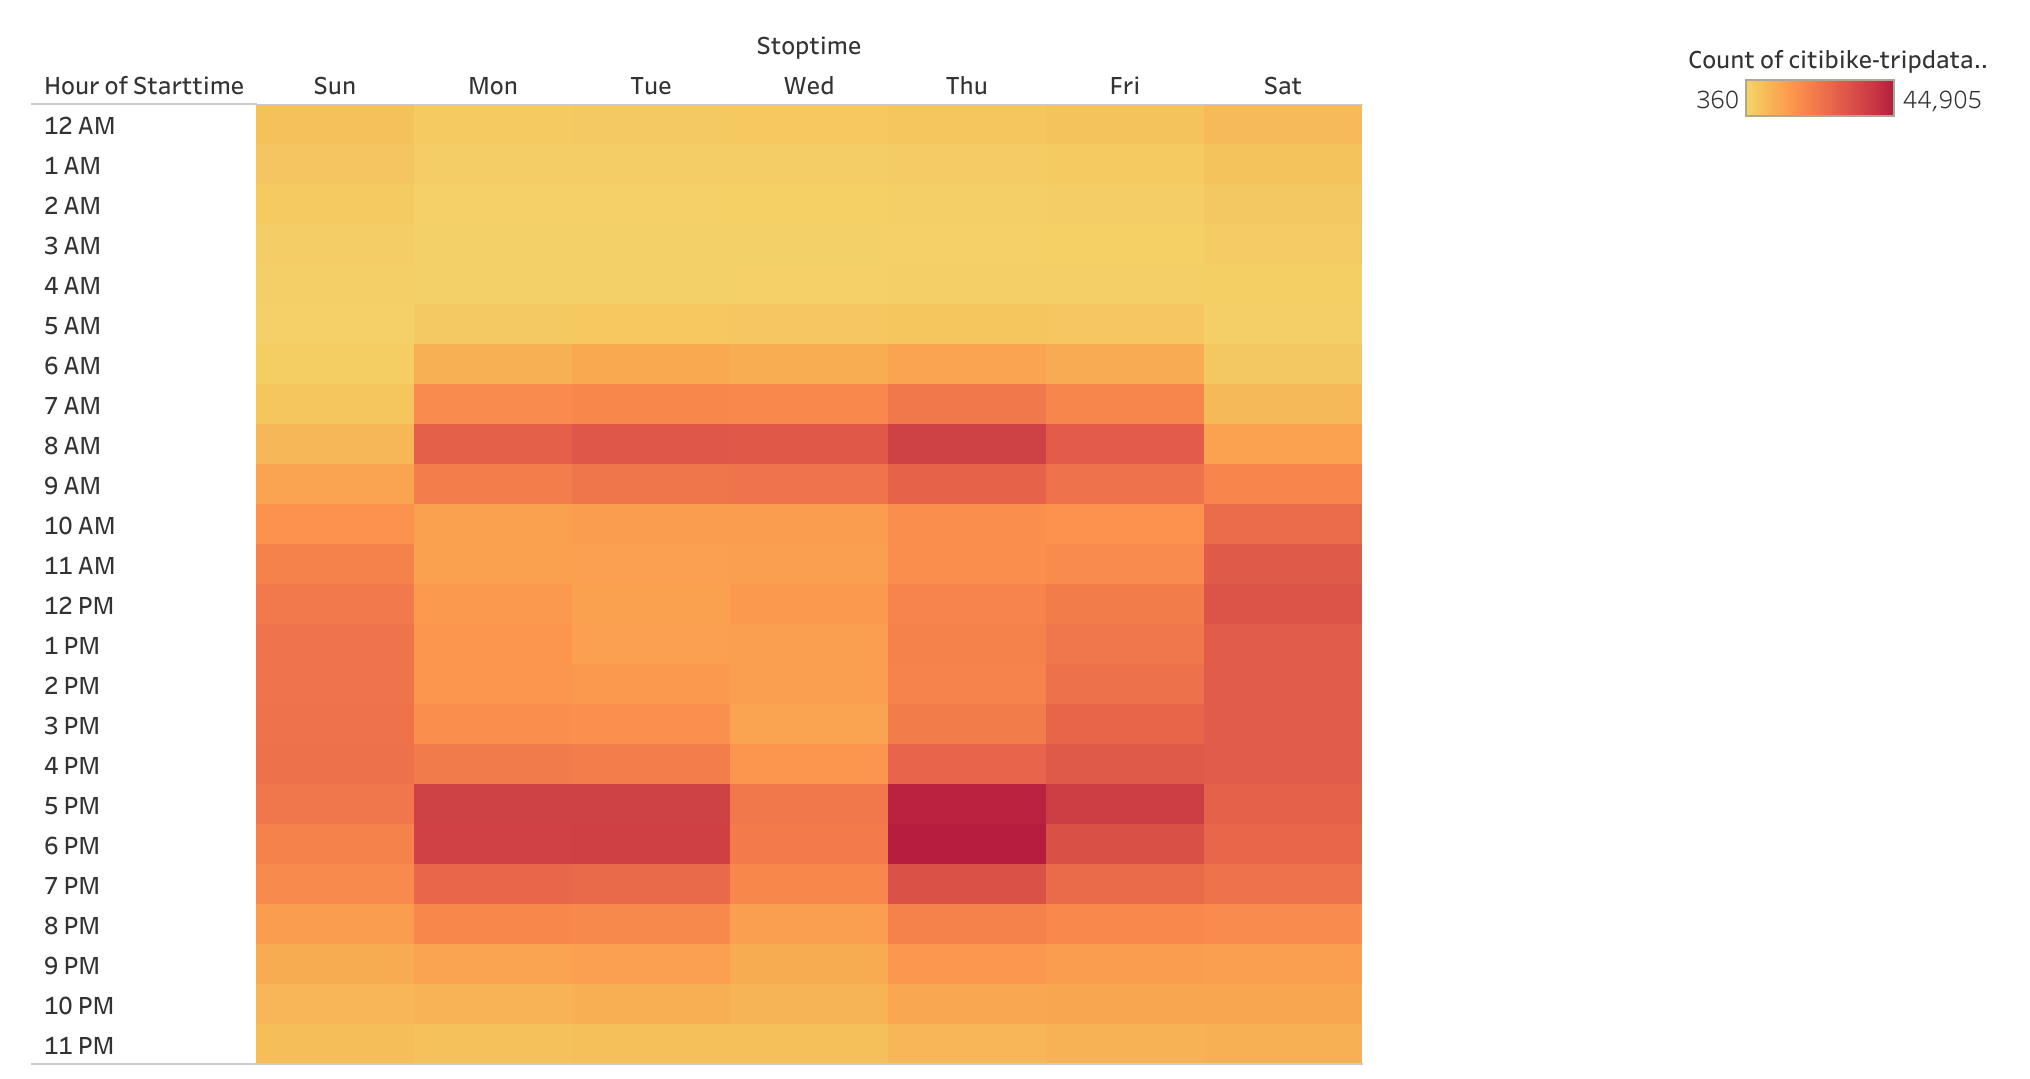 Stoptime
Hour of Starttime Sun Mon Tue Wed Thu Fri Sat
12 AM
1 AM
2 AM
3 AM
4 AM
5 AM
6 AM
7 AM
8 AM
9 AM
10 AM
11 AM
12 PM
1 PM
2 PM
3 PM
4 PM
5 PM
6 PM
7 PM
8 PM
9 PM
10 PM
11 PM
Count of citibike-tripdata..
360 44,905